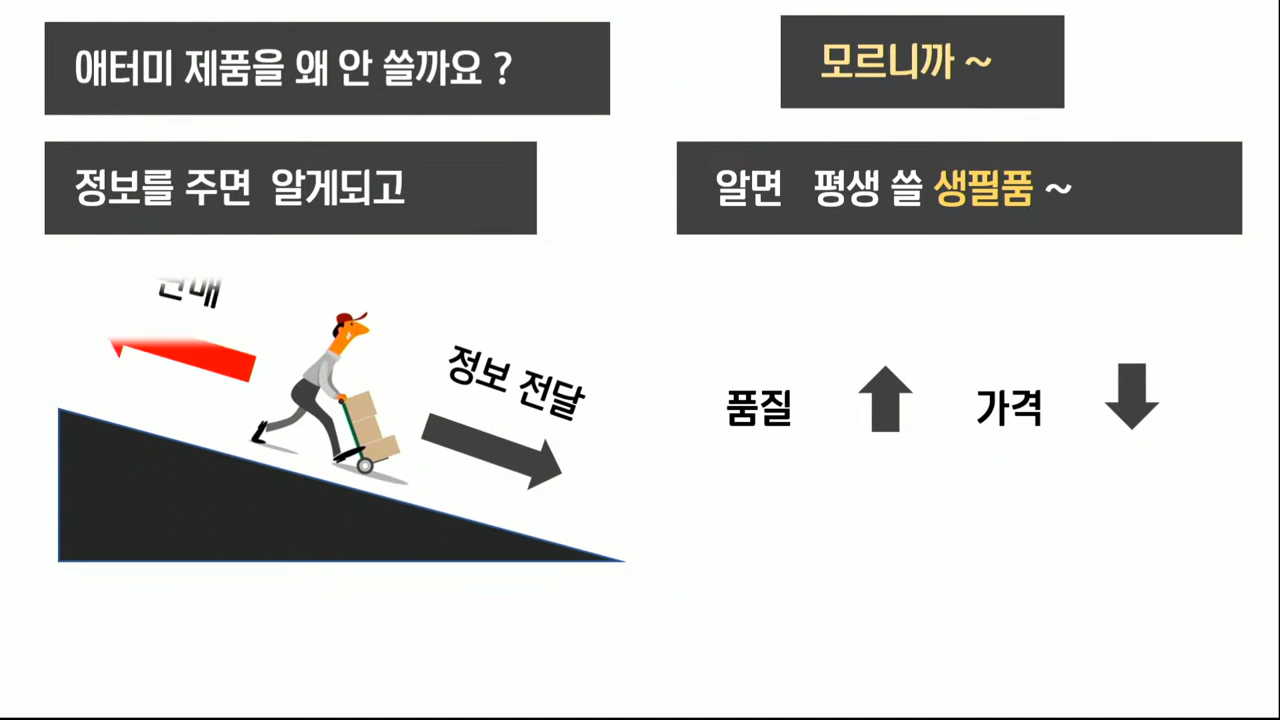 애터미 제품을 왜 안 쓸까요 ?
모르니까 ~
정보를 주면 알게되고
알면 평생 쓸 생필품 ~
정보 전달
품질
가격